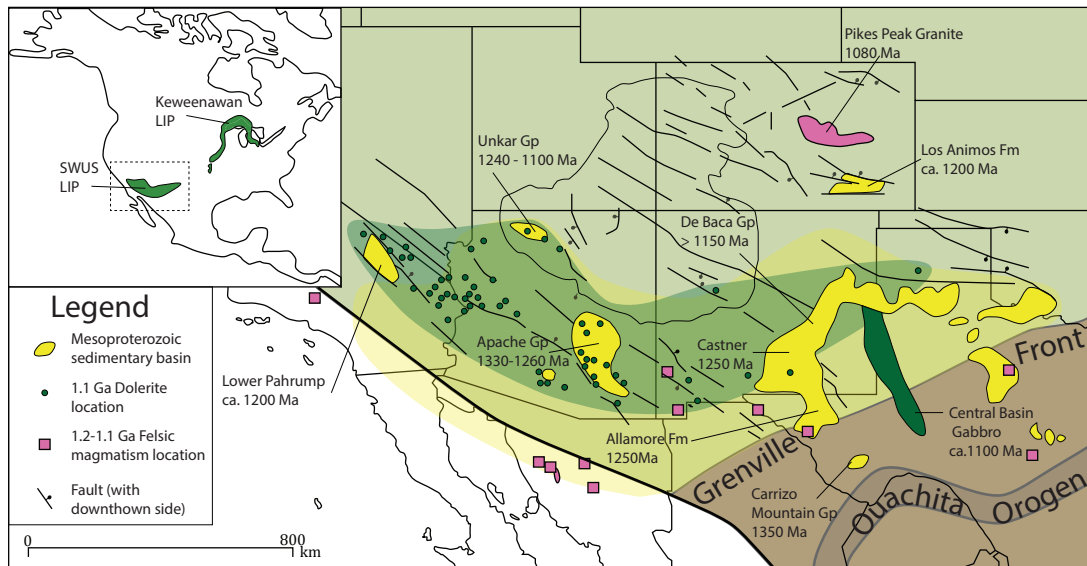 Keweenawan
LIP
SWUS
LIP
Legend
Mesoproterozoic
sedimentary basin
1.1 Ga Dolerite
location
1.2-1.1 Ga Felsic
magmatism location
Fault (with
downthown side)
0
800
km
Pikes Peak Granite
1080 Ma
Unkar Gp
1240 - 1100 Ma
Los Animos Fm
ca. 1200 Ma
De Baca Gp
> 1150 Ma
Apache Gp
1330-1260 Ma
Castner
1250 Ma
Lower Pahrump
ca. 1200 Ma
Allamore Fm
1250Ma
Central Basin
Gabbro
ca.1100 Ma
Grenville Front
Carrizo
Mountain Gp
1350 Ma
Ouachita Orogen